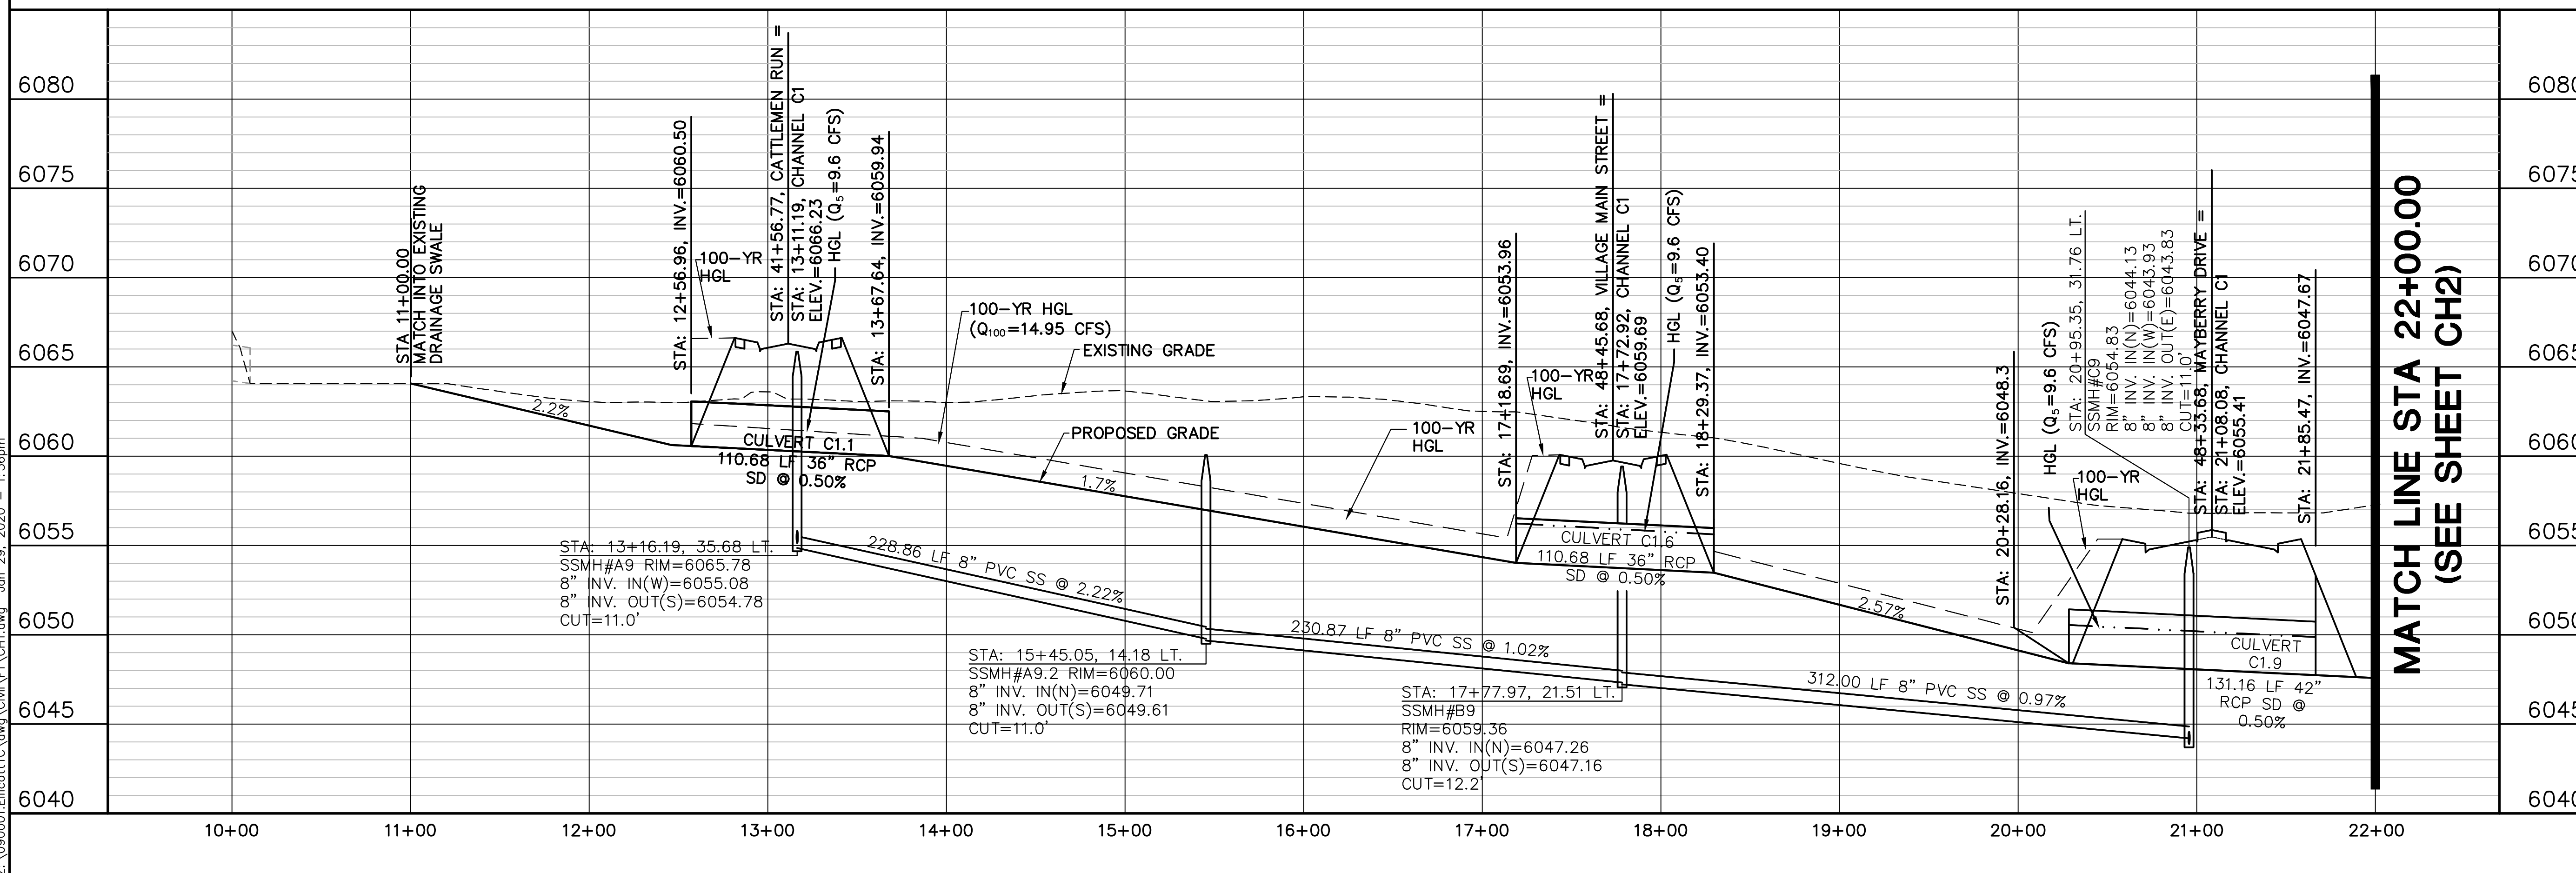 6080
6075
6070
6065
6060
6055
6050
6045
6040
STA 11+00.00
MATCH INTO EXISTING
DRAINAGE SWALE
2.2%
STA: 12+56.96, INV.=6060.50
100-YR
HGL
STA: 41+56.77, CATTLEMEN RUN =
STA: 13+11.19, CHANNEL C1
ELEV.=6066.23
HGL (Q5=9.6 CFS)
STA: 13+67.64, INV.=6059.94
CULVERT C1.1
110.68 LF 36" RCP
SD @ 0.50%
100-YR HGL
(Q100=14.95 CFS)
EXISTING GRADE
PROPOSED GRADE
1.7%
STA: 13+16.19, 35.68 LT.
SSMH#A9 RIM=6065.78
8" INV. IN(W)=6055.08
8" INV. OUT(S)=6054.78
CUT=11.0'
228.86 LF 8" PVC SS @ 2.22%
STA: 15+45.05, 14.18 LT.
SSMH#A9.2 RIM=6060.00
8" INV. IN(N)=6049.71
8" INV. OUT(S)=6049.61
CUT=11.0'
230.87 LF 8" PVC SS @ 1.02%
100-YR
HGL
STA: 17+18.69, INV.=6053.96
100-YR
HGL
STA: 48+45.68, VILLAGE MAIN STREET =
STA: 17+72.92, CHANNEL C1
ELEV.=6059.69
HGL (Q5=9.6 CFS)
STA: 18+29.37, INV.=6053.40
CULVERT C1.6
110.68 LF 36" RCP
SD @ 0.50%
STA: 17+77.97, 21.51 LT.
SSMH#B9
RIM=6059.36
8" INV. IN(N)=6047.26
8" INV. OUT(S)=6047.16
CUT=12.2'
2.57%
312.00 LF 8" PVC SS @ 0.97%
STA: 20+28.16, INV.=6048.3
HGL (Q5=9.6 CFS)
100-YR
HGL
STA: 20+95.35, 31.76 LT.
SSMH#C9
RIM=6054.83
8" INV. IN(N)=6044.13
8" INV. IN(W)=6043.93
8" INV. OUT(E)=6043.83
CUT=11.0'
STA: 48+33.68, MAYBERRY DRIVE =
STA: 21+08.08, CHANNEL C1
ELEV.=6055.41
STA: 21+85.47, INV.=6047.67
CULVERT
C1.9
131.16 LF 42"
RCP SD @
0.50%
MATCH LINE STA 22+00.00
(SEE SHEET CH2)
10+00
11+00
12+00
13+00
14+00
15+00
16+00
17+00
18+00
19+00
20+00
21+00
22+00